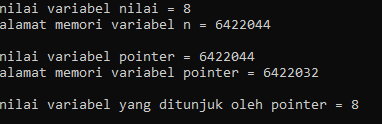 nilai variabel nilai = 8
alamat memori variabel n = 6422044
nilai variabel pointer = 6422044
alamat memori variabel pointer = 6422032
nilai variabel yang ditunjuk oleh pointer = 8